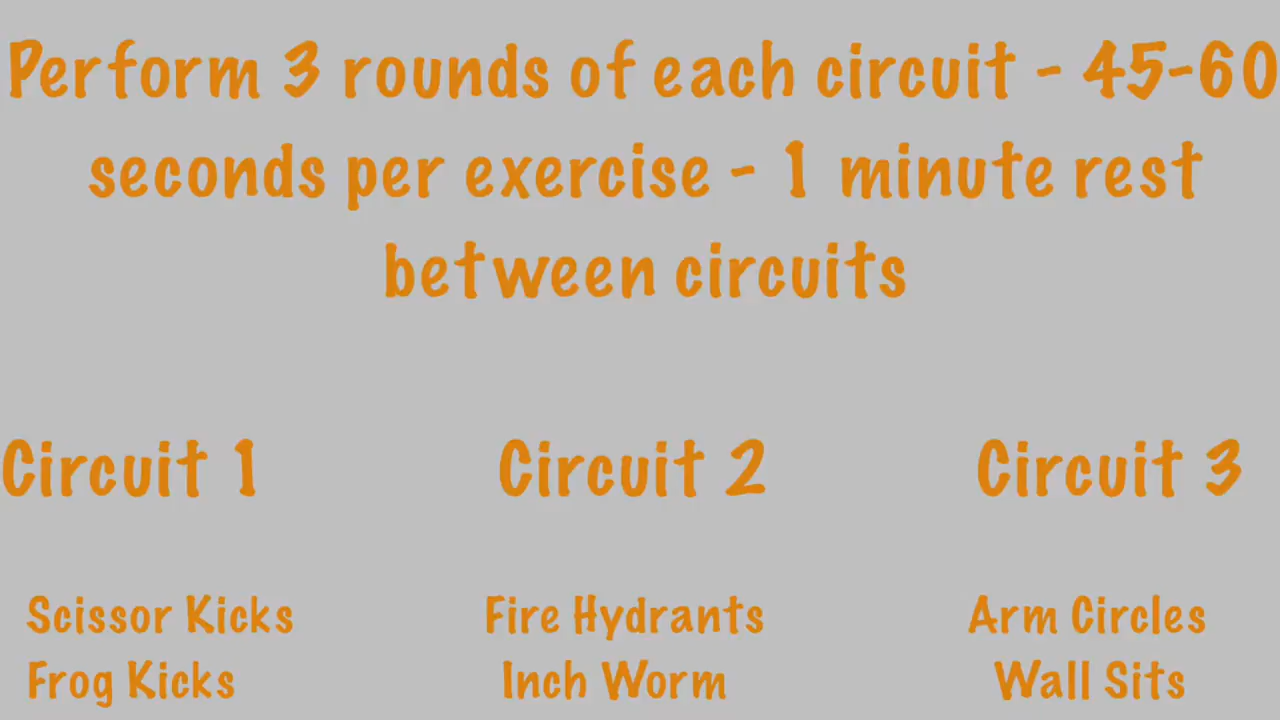 Perform 3 rounds of each circuit - 45-60
seconds per exercise - 1 minute rest
between circuits
Circuit 1
Circuit 2
Circuit 3
Scissor Kicks
Fire Hydrants
Arm Circles
Frog Kicks
Inch Worm
Wall Sits